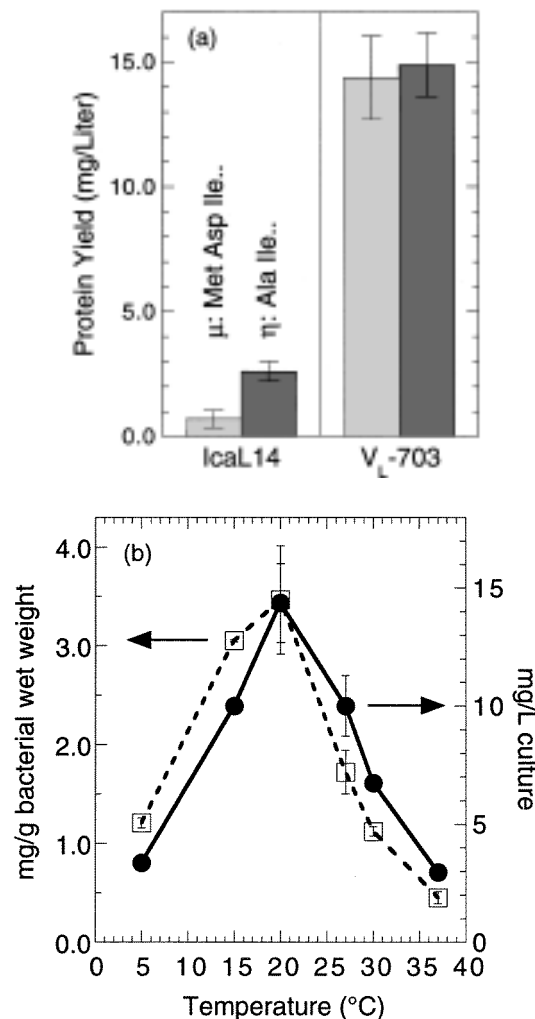 (a)
Protein Yield (mg/Liter)
15.0
10.0
5.0
0.0
μ: Met Asp Ile..
η: Ala Ile..
IcaL14
VL-703
(b)
mg/g bacterial wet weight
4.0
3.0
2.0
1.0
0.0
15
10
5
0
mg/L culture
0 5 10 15 20 25 30 35 40
Temperature (°C)